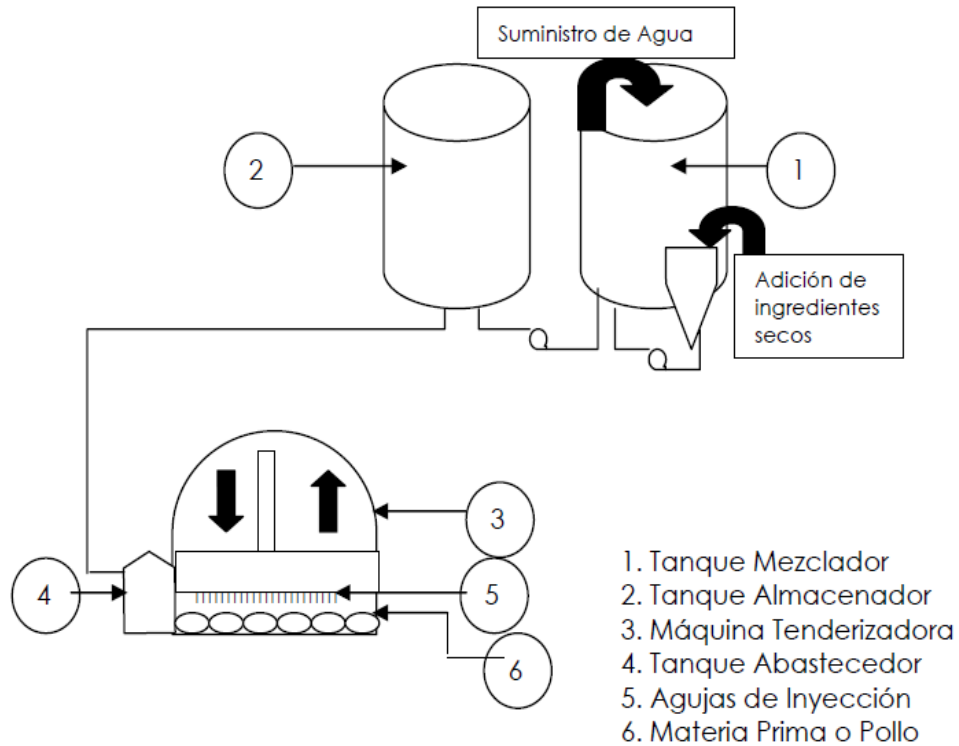 Suministro de Agua
2
1
Adición de
ingredientes
secos
3
4
5
6
1. Tanque Mezclador
2. Tanque Almacenador
3. Máquina Tenderizadora
4. Tanque Abastecedor
5. Agujas de Inyección
6. Materia Prima o Pollo